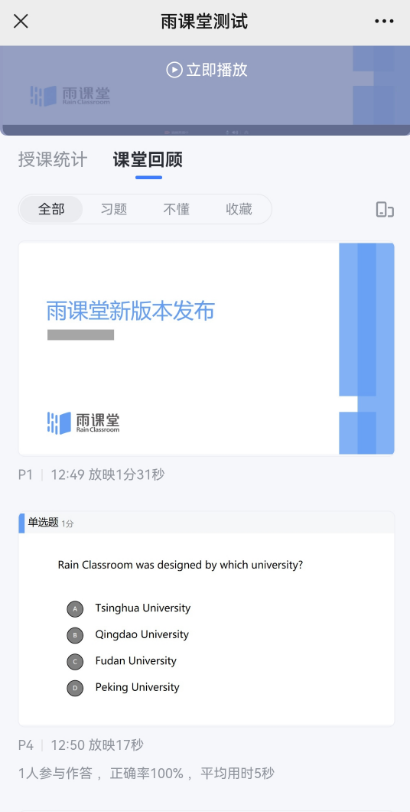 雨课堂测试
立即播放
雨课堂
Rain Classroom
授课统计 课堂回顾
全部 习题 不懂 收藏
雨课堂新版本发布
雨课堂
Rain Classroom
P1 | 12:49 放映1分31秒
单选题 1分
Rain Classroom was designed by which university?
A Tsinghua University
B Qingdao University
C Fudan University
D Peking University
P4 | 12:50 放映17秒
1人参与作答 ，正确率100% ，平均用时5秒